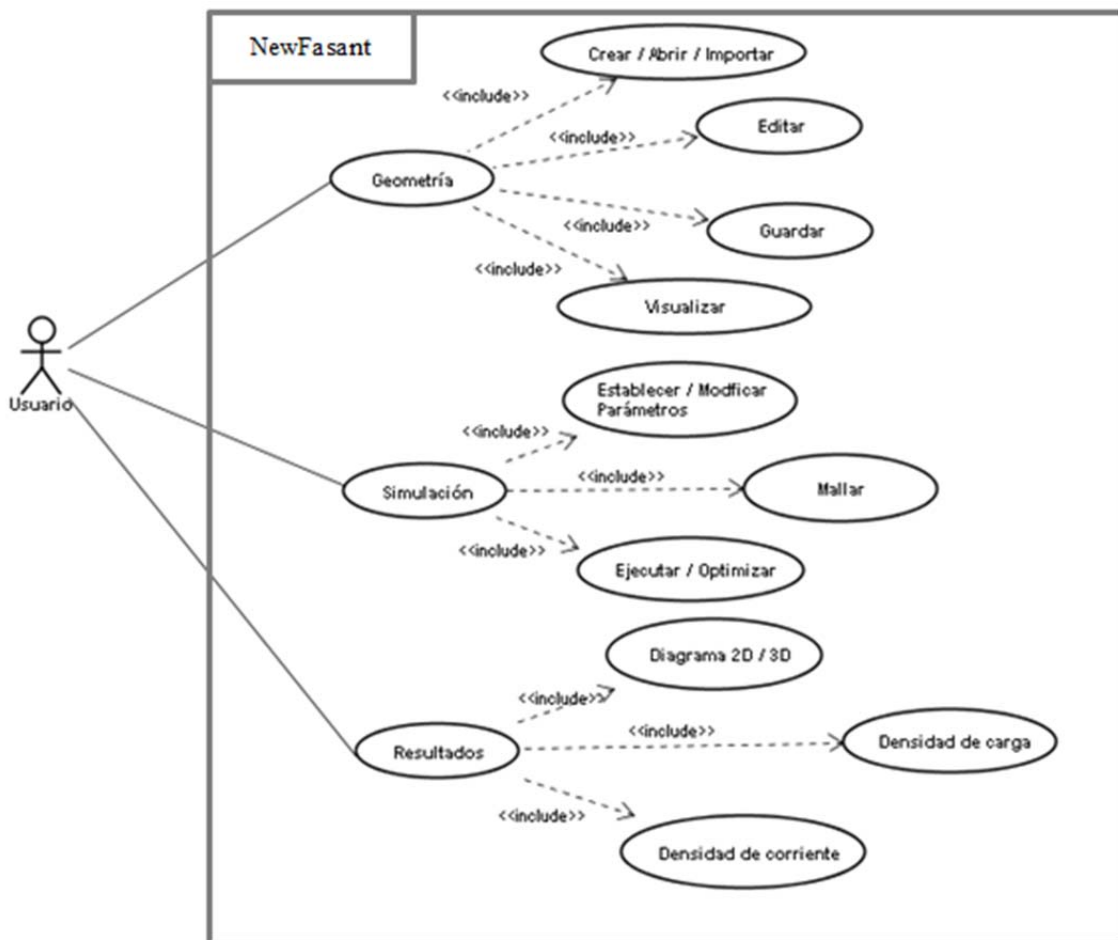 NewFasant
Crear / Abrir / Importar
<<include>>
Editar
<<include>>
Geometría
<<include>>
Guardar
<<include>>
Visualizar
Usuario
Establecer / Modficar
Parámetros
<<include>>
<<include>>
Simulación
Mallar
<<include>>
Ejecutar / Optimizar
Diagrama 2D / 3D
<<include>>
<<include>>
Resultados
Densidad de carga
<<include>>
Densidad de corriente